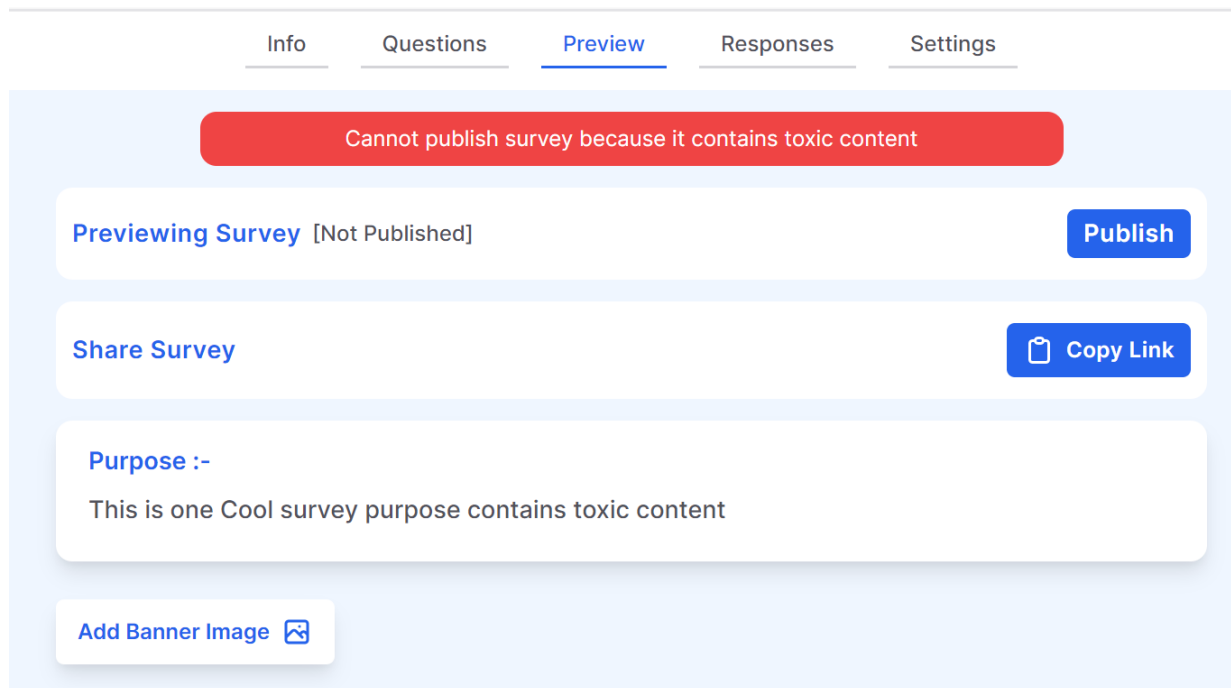 Info Questions Preview Responses Settings
Cannot publish survey because it contains toxic content
Previewing Survey [Not Published] Publish
Share Survey Copy Link
Purpose :-
This is one Cool survey purpose contains toxic content
Add Banner Image